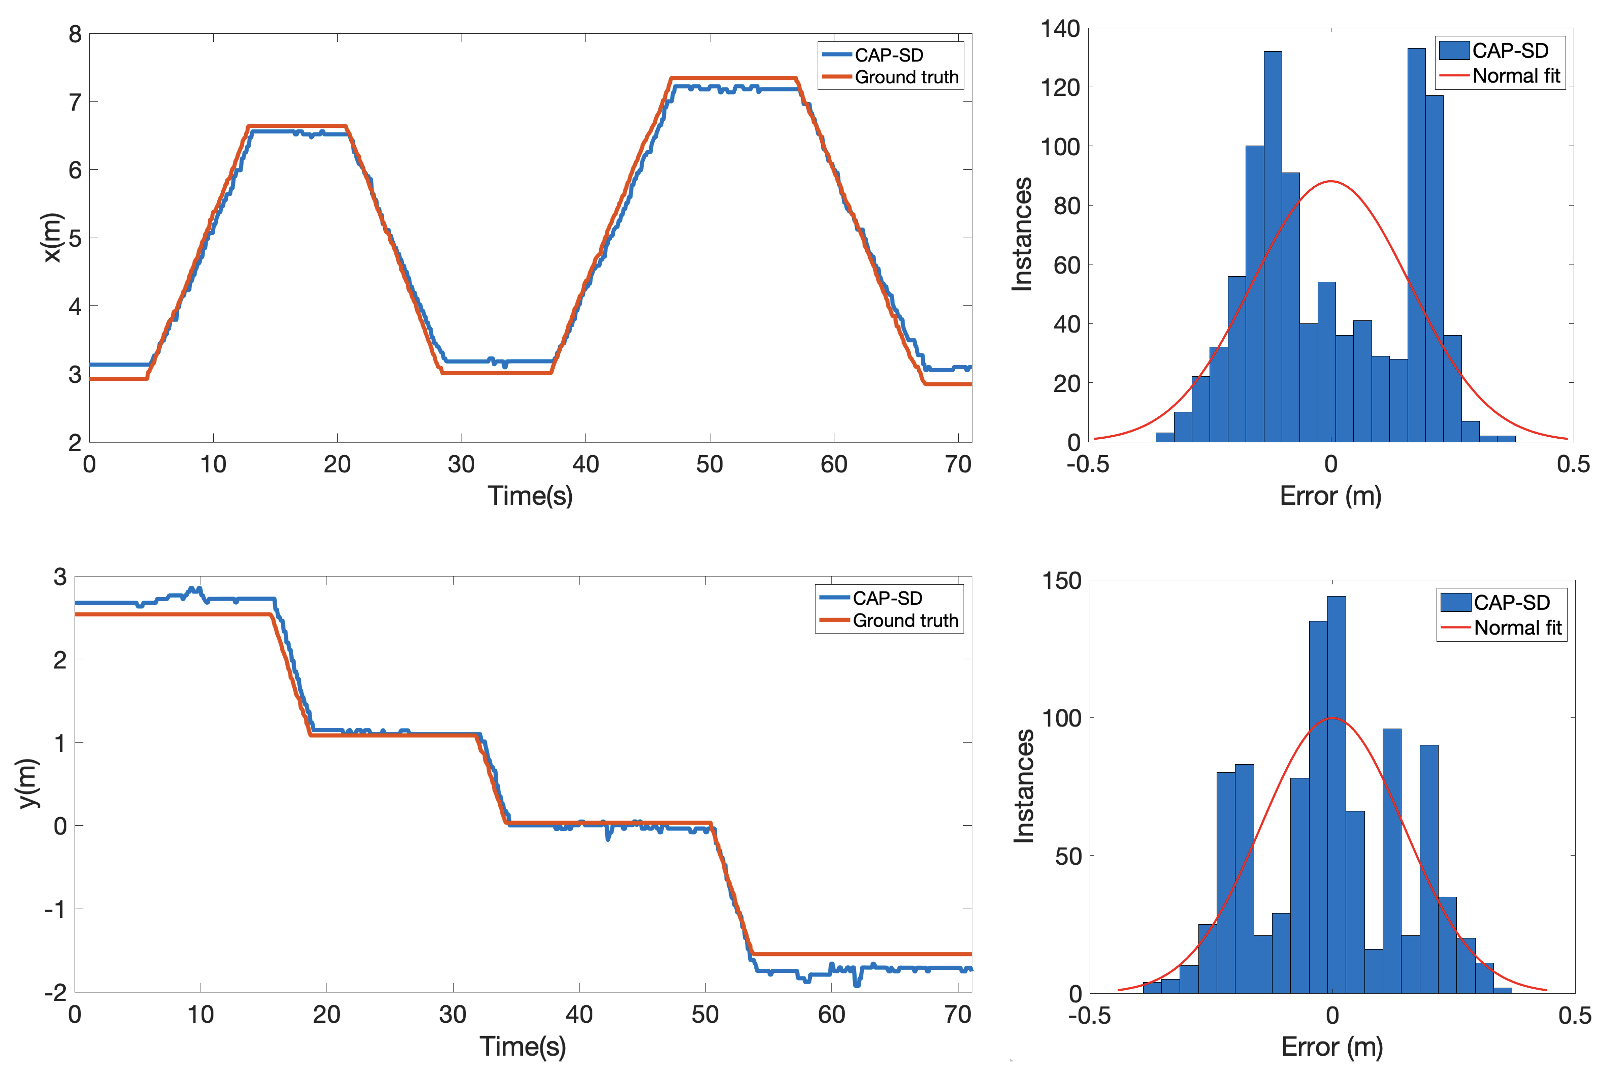 8
7
6
5
4
3
2
x(m)
0 10 20 30 40 50 60 70
Time(s)
CAP-SD
Ground truth
140
120
100
80
60
40
20
0
Instances
-0.5 0 0.5
Error (m)
CAP-SD
Normal fit
3
2
1
0
-1
-2
y(m)
0 10 20 30 40 50 60 70
Time(s)
CAP-SD
Ground truth
150
100
50
0
Instances
-0.5 0 0.5
Error (m)
CAP-SD
Normal fit